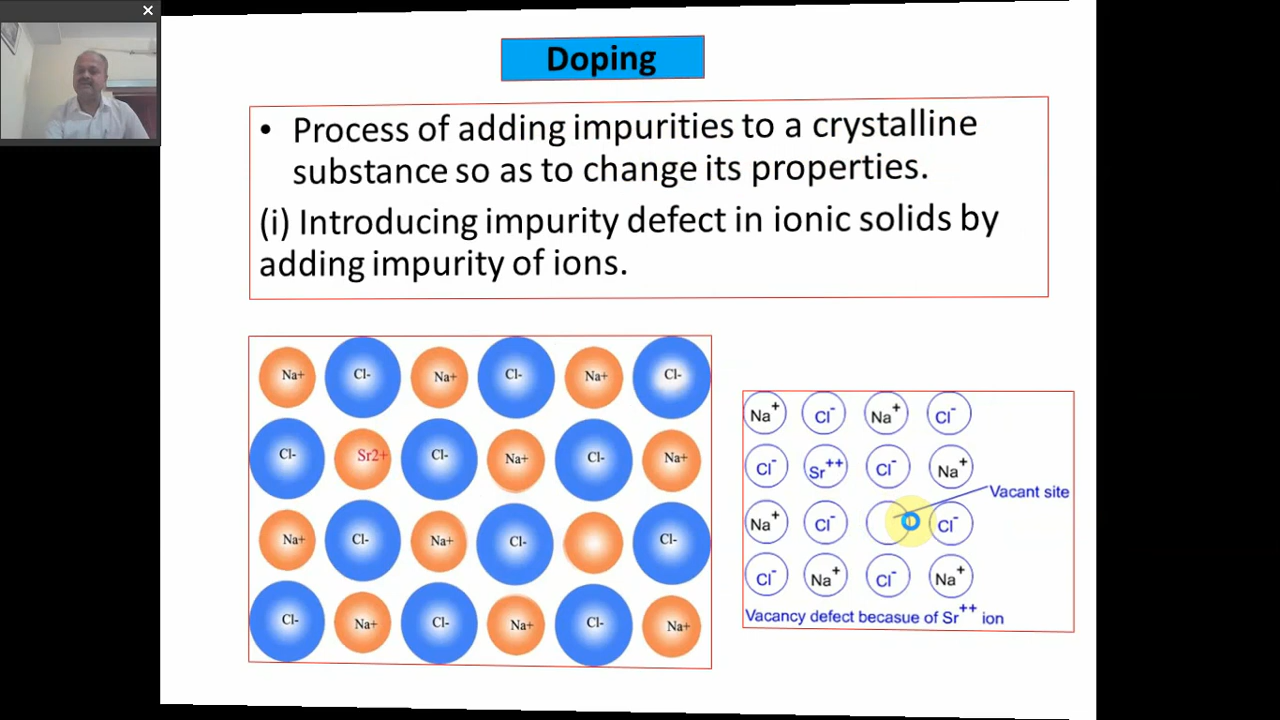 Doping
• Process of adding impurities to a crystalline
substance so as to change its properties.
(i) Introducing impurity defect in ionic solids by
adding impurity of ions.
Na+ Cl- Na+ Cl- Na+ Cl-
Cl- Sr2+ Cl- Na+ Cl- Na+
Na+ Cl- Na+ Cl- Cl-
Cl- Na+ Cl- Na+ Cl- Na+
Na⁺ Cl⁻ Na⁺ Cl⁻
Cl⁻ Sr⁺⁺ Cl⁻ Na⁺
Vacant site
Na⁺ Cl⁻ Cl⁻
Cl⁻ Na⁺ Cl⁻ Na⁺
Vacancy defect becasue of Sr⁺⁺ ion